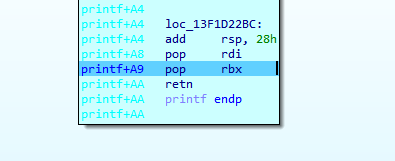 printf+A4
printf+A4 loc_13F1D22BC:
printf+A4 add rsp, 28h
printf+A8 pop rdi
printf+A9 pop rbx
printf+AA retn
printf+AA printf endp
printf+AA